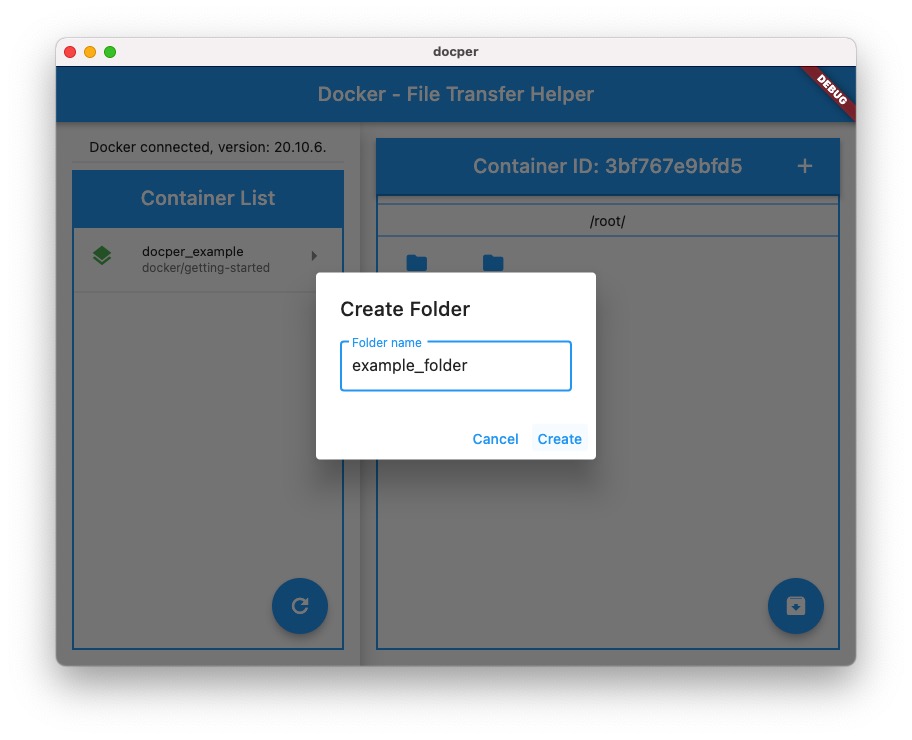 docper
Docker - File Transfer Helper
DEBUG
Docker connected, version: 20.10.6.
Container List
docper_example
docker/getting-started
Container ID: 3bf767e9bfd5
+
/root/
Create Folder
Folder name
example_folder
Cancel
Create